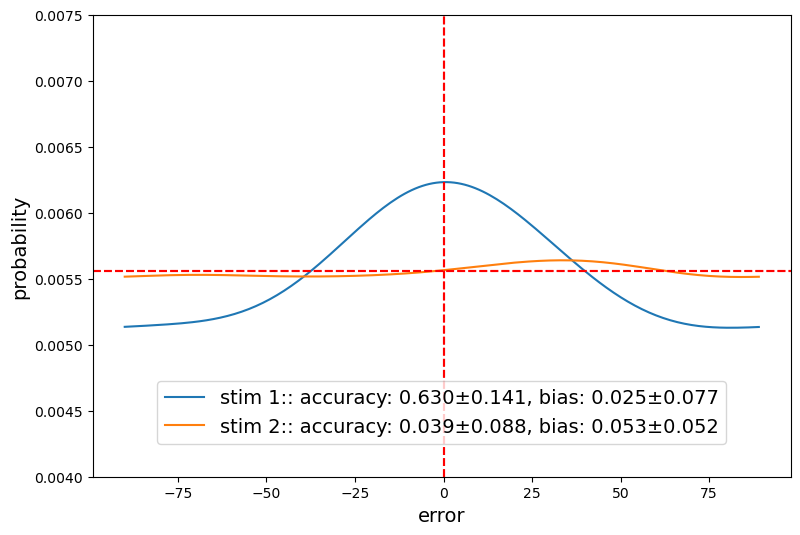 0.0075
0.0070
0.0065
0.0060
0.0055
0.0050
0.0045
0.0040
probability
stim 1:: accuracy: 0.630±0.141, bias: 0.025±0.077
stim 2:: accuracy: 0.039±0.088, bias: 0.053±0.052
−75 −50 −25 0 25 50 75
error